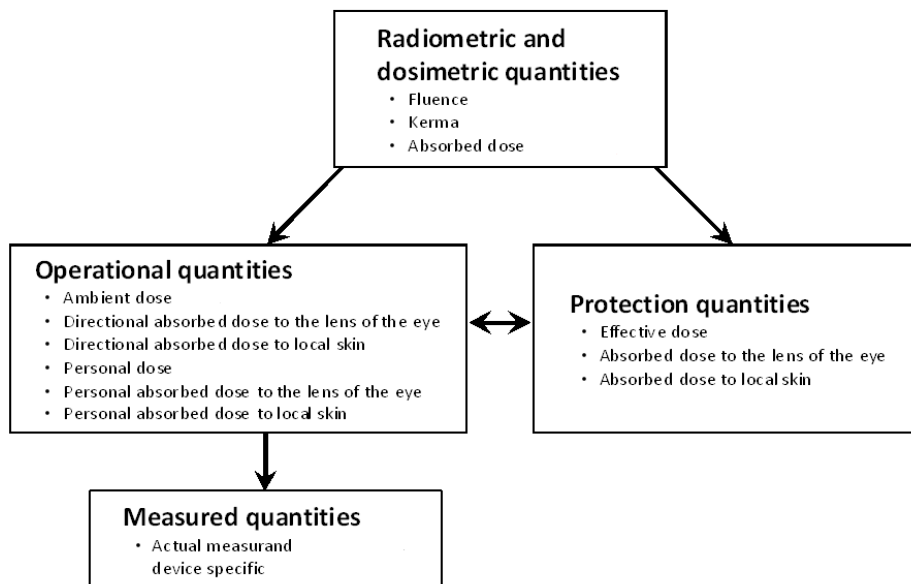 Radiometric and
dosimetric quantities
• Fluence
• Kerma
• Absorbed dose
Operational quantities
• Ambient dose
• Directional absorbed dose to the lens of the eye
• Directional absorbed dose to local skin
• Personal dose
• Personal absorbed dose to the lens of the eye
• Personal absorbed dose to local skin
Protection quantities
• Effective dose
• Absorbed dose to the lens of the eye
• Absorbed dose to local skin
Measured quantities
• Actual measurand
device specific